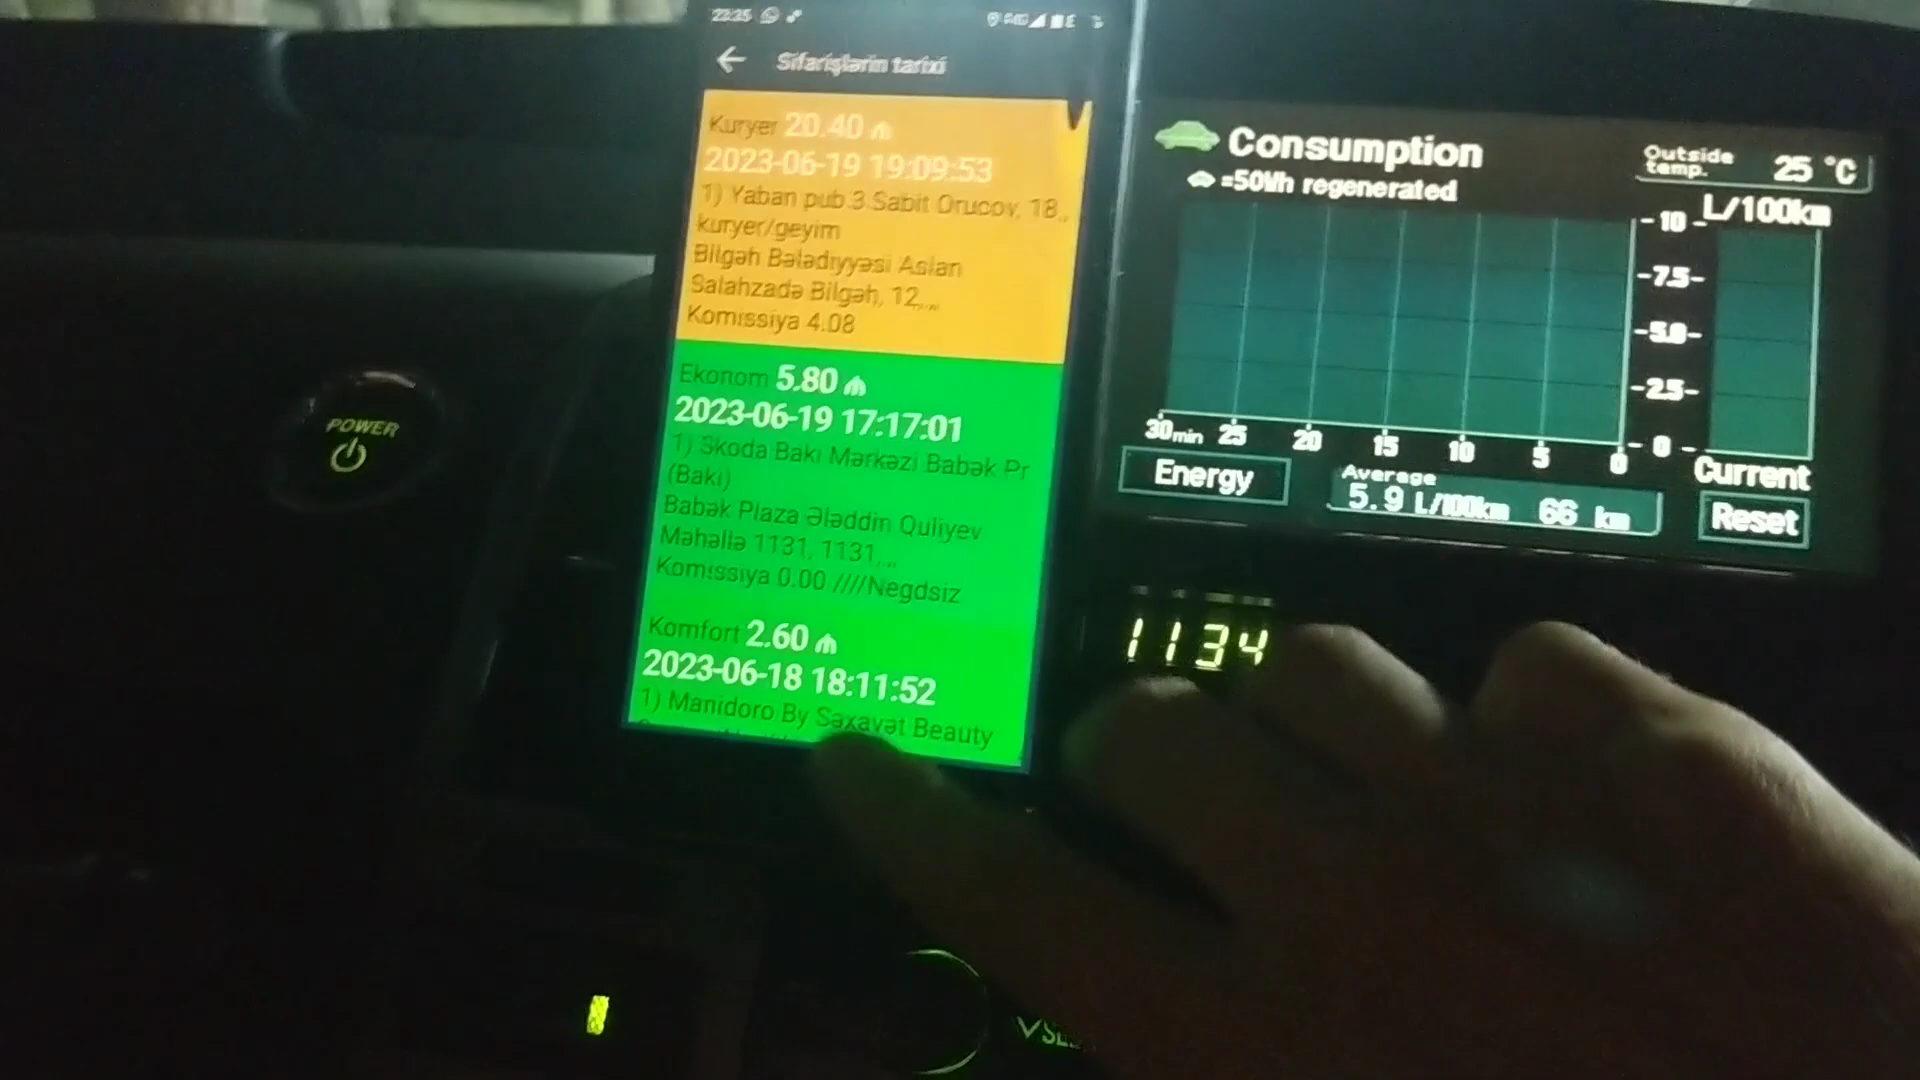 Sifarişlərin tarixi
Kuryer 20.40 ₼
2023-06-19 19:09:53
1) Yaban pub 3 Sabit Orucov, 18,,
kuryer/geyim
Bilgəh Bələdiyyəsi Aslan
Salahzadə Bilgəh, 12,,,,
Komissiya 4.08
Ekonom 5.80 ₼
2023-06-19 17:17:01
1) Skoda Bakı Mərkəzi Babək Pr
(Bakı)
Babək Plaza Ələddin Quliyev
Məhəllə 1131, 1131,,,,
Komissiya 0.00 ////Negdsiz
Komfort 2.60 ₼
2023-06-18 18:11:52
1) Manidoro By Səxavət Beauty
POWER
Consumption
=50Wh regenerated
Outside temp. 25 °C
L/100km
10
7.5
5.0
2.5
0
30min 25 20 15 10 5 0
Current
Energy
Average
5.9 L/100km 66 km
Reset
1134